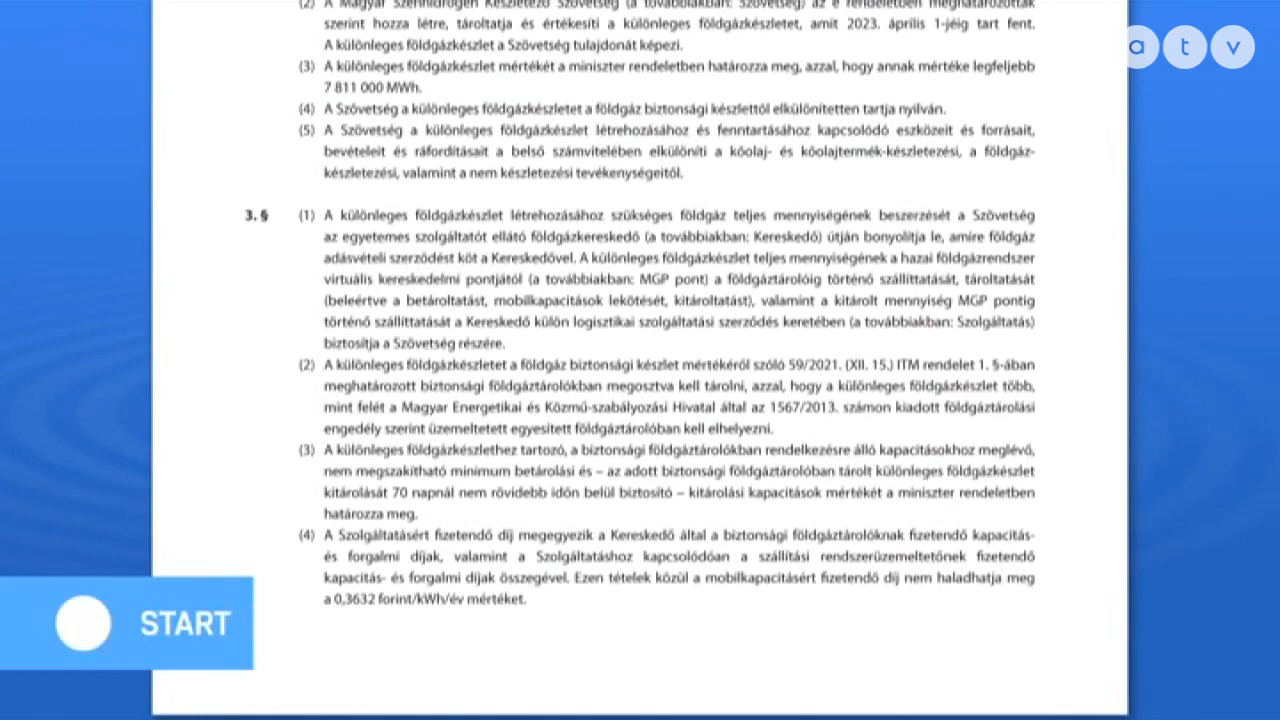 (2) A Magyar Szénhidrogén Készletező Szövetség (a továbbiakban: Szövetség) az e rendeletben meghatározottak
szerint hozza létre, tároltatja és értékesíti a különleges földgázkészletet, amit 2023. április 1-jéig tart fent.
A különleges földgázkészlet a Szövetség tulajdonát képezi.
(3) A különleges földgázkészlet mértékét a miniszter rendeletben határozza meg, azzal, hogy annak mértéke legfeljebb
7 811 000 MWh.
(4) A Szövetség a különleges földgázkészletet a földgáz biztonsági készlettől elkülönítetten tartja nyilván.
(5) A Szövetség a különleges földgázkészlet létrehozásához és fenntartásához kapcsolódó eszközeit és forrásait,
bevételeit és ráfordításait a belső számvitelében elkülöníti a kőolaj- és kőolajtermék-készletezési, a földgáz-
készletezési, valamint a nem készletezési tevékenységeitől.
3. § (1) A különleges földgázkészlet létrehozásához szükséges földgáz teljes mennyiségének beszerzését a Szövetség
az egyetemes szolgáltatót ellátó földgázkereskedő (a továbbiakban: Kereskedő) útján bonyolítja le, amire földgáz
adásvételi szerződést köt a Kereskedővel. A különleges földgázkészlet teljes mennyiségének a hazai földgázrendszer
virtuális kereskedelmi pontjától (a továbbiakban: MGP pont) a földgáztárolóig történő szállíttatását, tároltatását
(beleértve a betároltatást, mobilkapacitások lekötését, kitároltatást), valamint a kitárolt mennyiség MGP pontig
történő szállíttatását a Kereskedő külön logisztikai szolgáltatási szerződés keretében (a továbbiakban: Szolgáltatás)
biztosítja a Szövetség részére.
(2) A különleges földgázkészletet a földgáz biztonsági készlet mértékéről szóló 59/2021. (XII. 15.) ITM rendelet 1. §-ában
meghatározott biztonsági földgáztárolókban megosztva kell tárolni, azzal, hogy a különleges földgázkészlet több,
mint felét a Magyar Energetikai és Közmű-szabályozási Hivatal által az 1567/2013. számon kiadott földgáztárolási
engedély szerint üzemeltetett egyesített földgáztárolóban kell elhelyezni.
(3) A különleges földgázkészlethez tartozó, a biztonsági földgáztárolókban rendelkezésre álló kapacitásokhoz meglévő,
nem megszakítható minimum betárolási és – az adott biztonsági földgáztárolóban tárolt különleges földgázkészlet
kitárolását 70 napnál nem rövidebb időn belül biztosító – kitárolási kapacitások mértékét a miniszter rendeletben
határozza meg.
(4) A Szolgáltatásért fizetendő díj megegyezik a Kereskedő által a biztonsági földgáztárolóknak fizetendő kapacitás-
és forgalmi díjak, valamint a Szolgáltatáshoz kapcsolódóan a szállítási rendszerüzemeltetőnek fizetendő
kapacitás- és forgalmi díjak összegével. Ezen tételek közül a mobilkapacitásért fizetendő díj nem haladhatja meg
a 0,3632 forint/kWh/év mértéket.
a t v
START